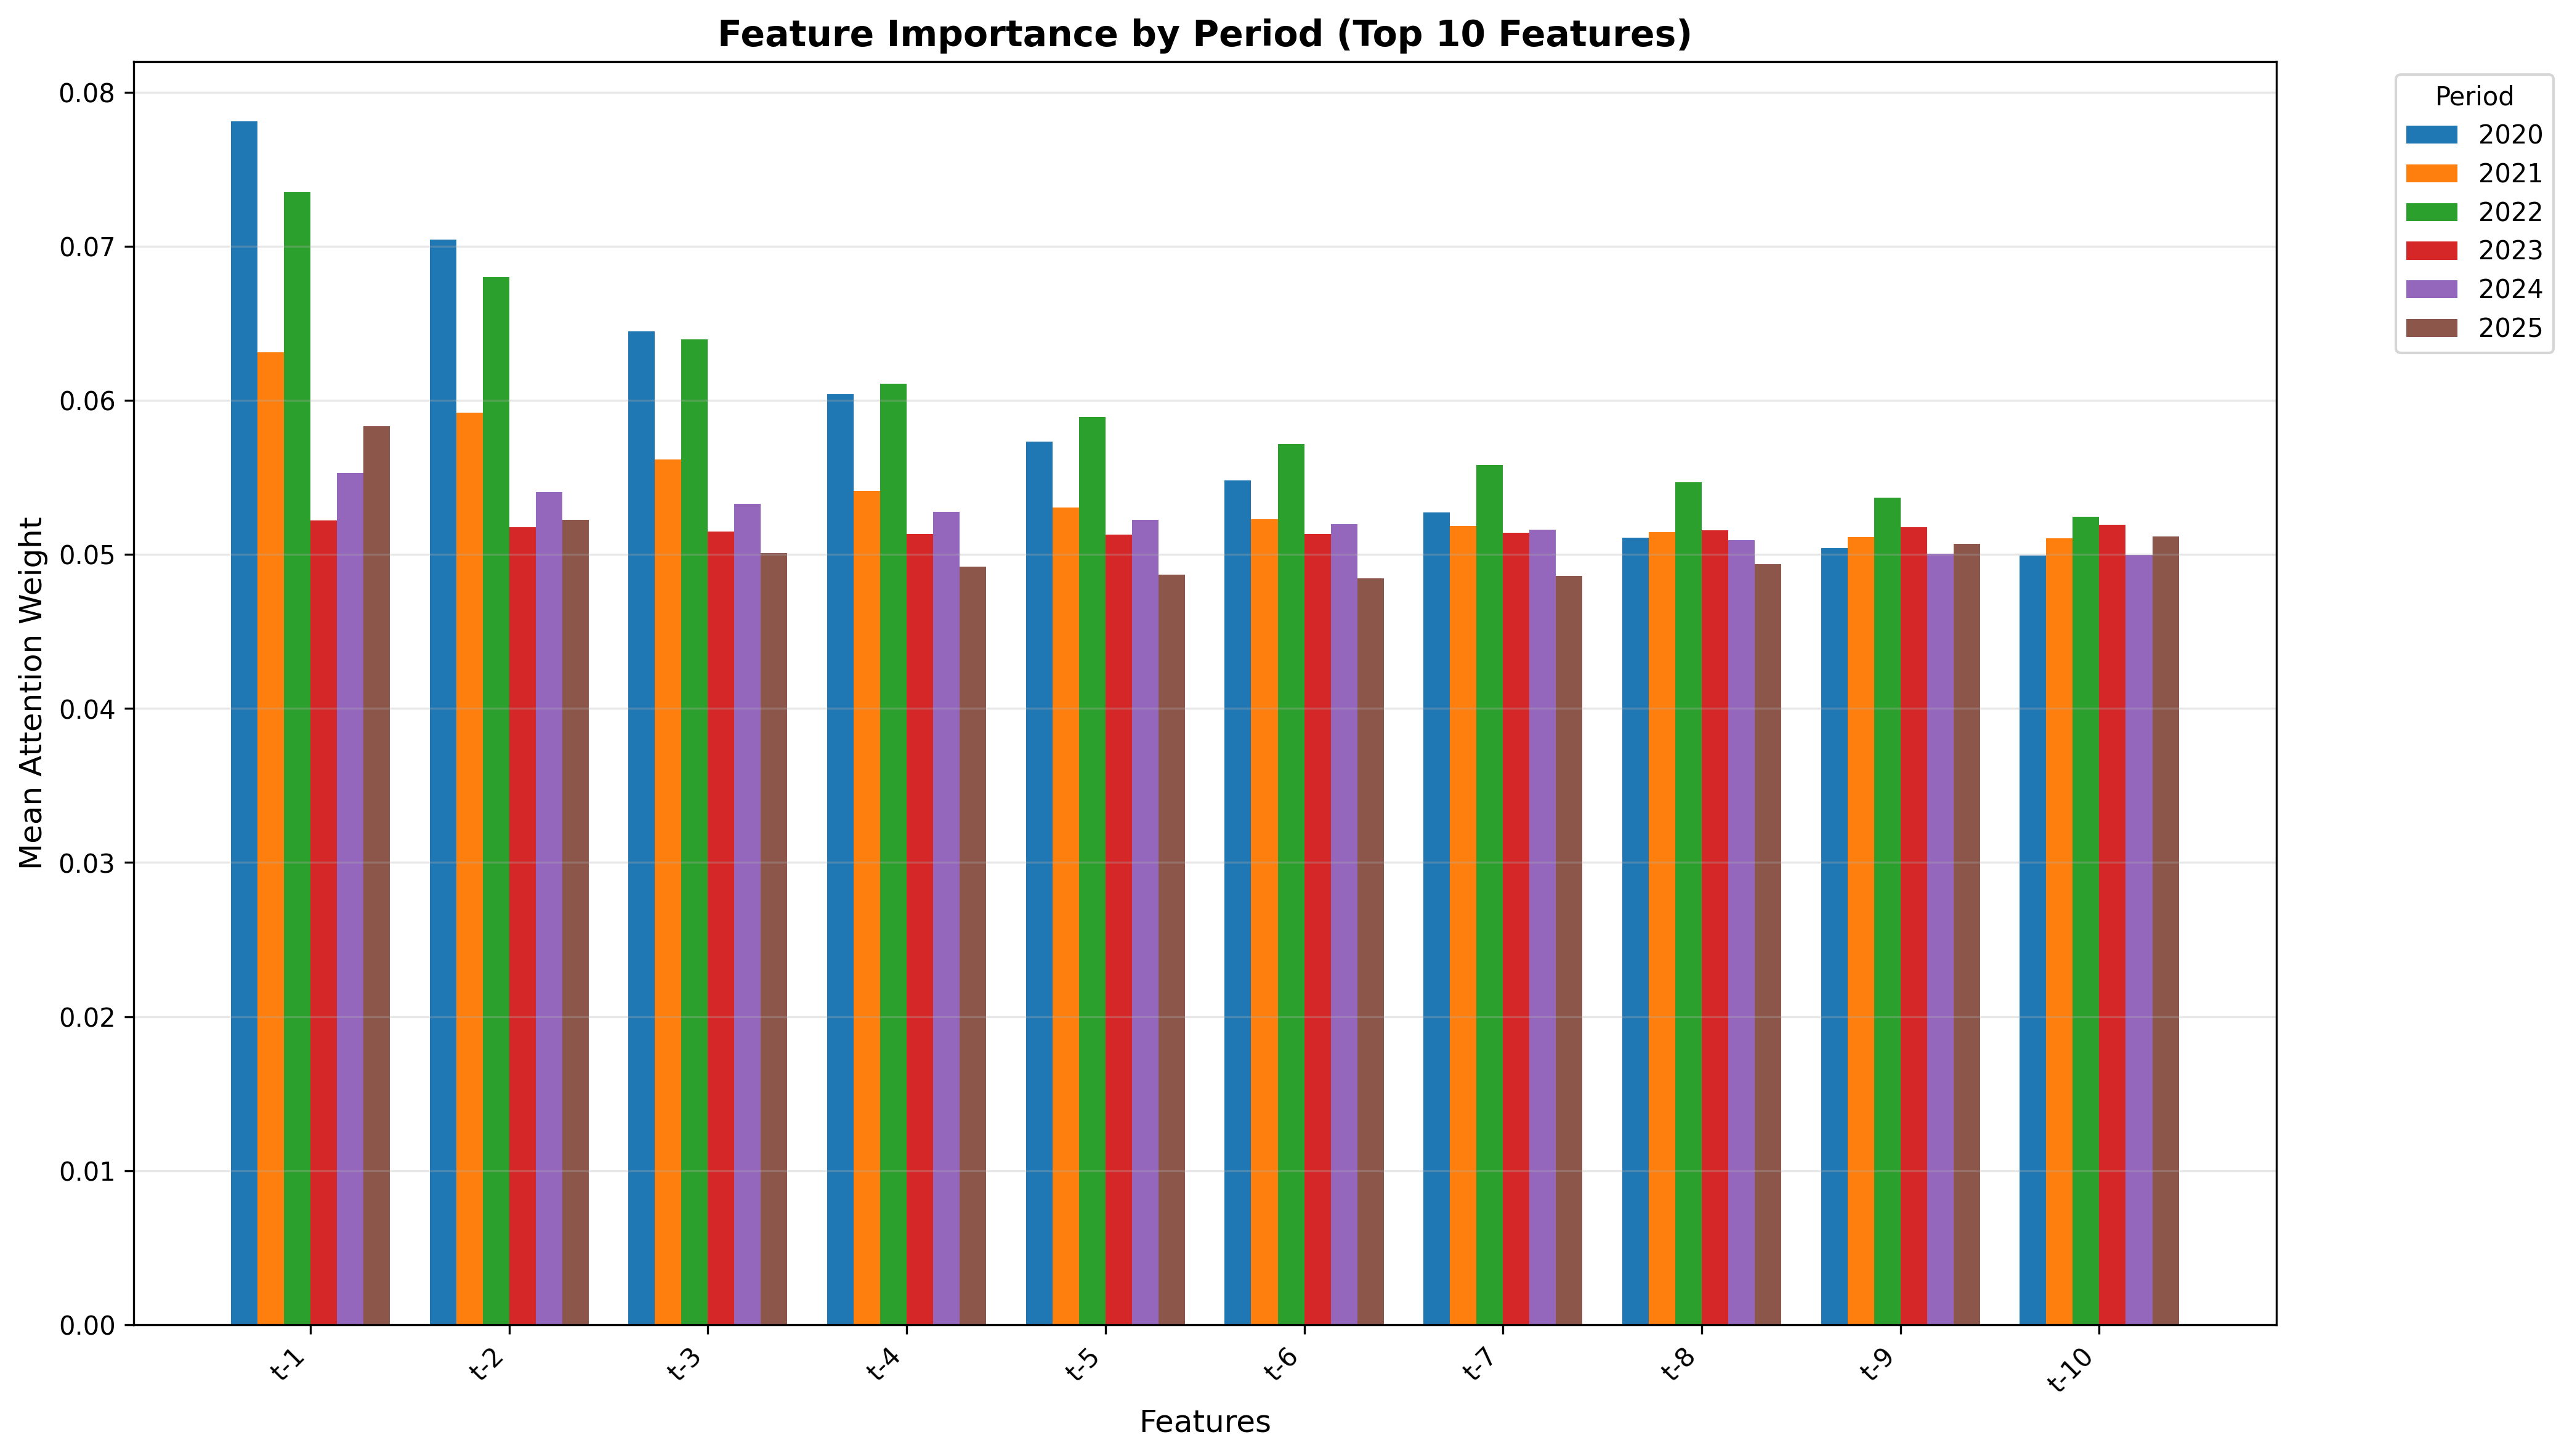 Feature Importance by Period (Top 10 Features)
Mean Attention Weight
0.08
0.07
0.06
0.05
0.04
0.03
0.02
0.01
0.00
t-1
t-2
t-3
t-4
t-5
t-6
t-7
t-8
t-9
t-10
Features
Period
2020
2021
2022
2023
2024
2025